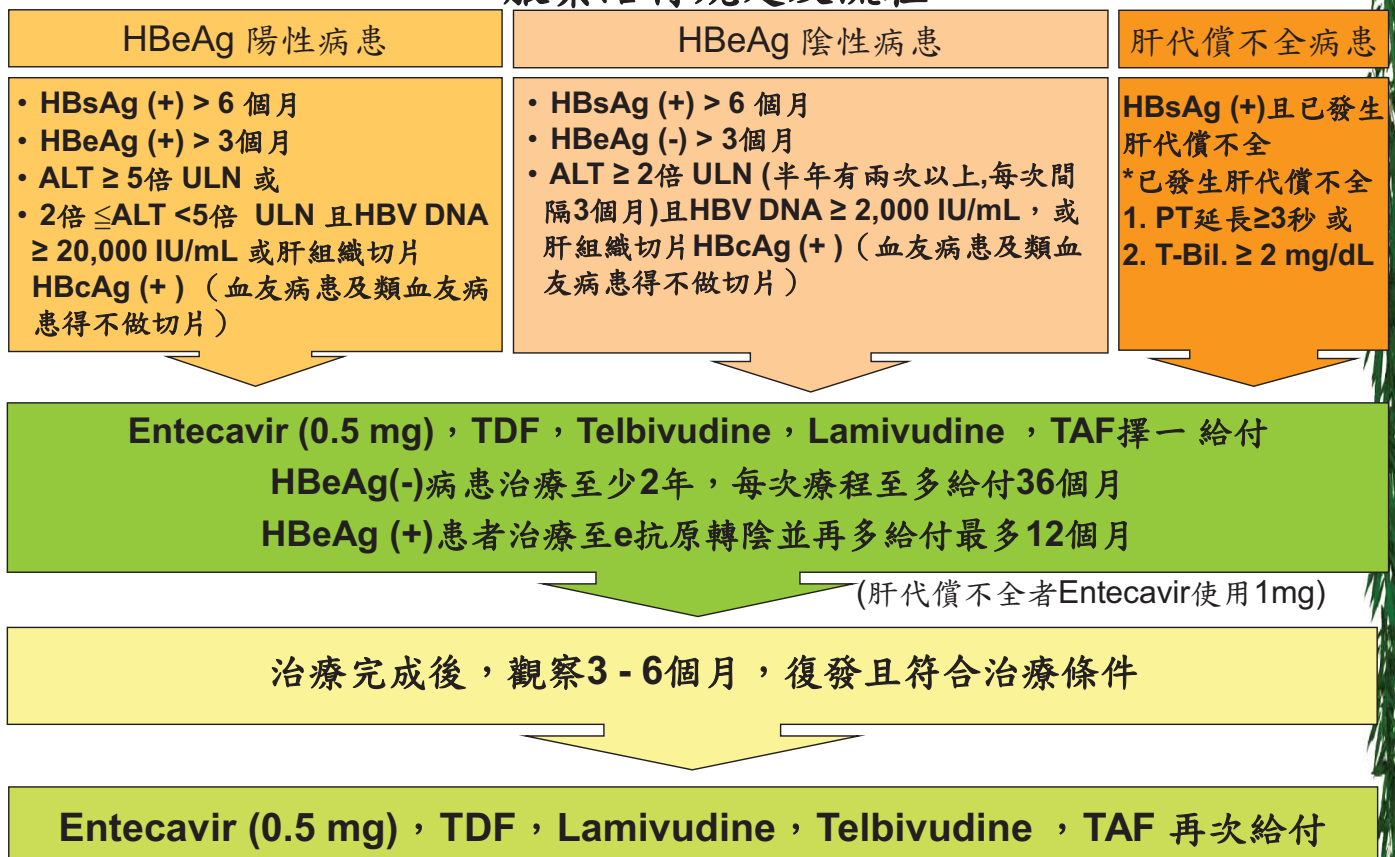 HBeAg 陽性病患
• HBsAg (+) > 6 個月
• HBeAg (+) > 3個月
• ALT ≥ 5倍 ULN 或
• 2倍 ≦ALT <5倍 ULN 且HBV DNA
≥ 20,000 IU/mL 或肝組織切片
HBcAg (+ ) （血友病患及類血友病
患得不做切片）
HBeAg 陰性病患
• HBsAg (+) > 6 個月
• HBeAg (-) > 3個月
• ALT ≥ 2倍 ULN (半年有兩次以上,每次間
隔3個月)且HBV DNA ≥ 2,000 IU/mL，或
肝組織切片HBcAg (+ )（血友病患及類血
友病患得不做切片）
肝代償不全病患
HBsAg (+)且已發生
肝代償不全
*已發生肝代償不全
1. PT延長≥3秒 或
2. T-Bil. ≥ 2 mg/dL
Entecavir (0.5 mg)，TDF，Telbivudine，Lamivudine ，TAF擇一 給付
HBeAg(-)病患治療至少2年，每次療程至多給付36個月
HBeAg (+)患者治療至e抗原轉陰並再多給付最多12個月
(肝代償不全者Entecavir使用1mg)
治療完成後，觀察3 - 6個月，復發且符合治療條件
Entecavir (0.5 mg)，TDF，Lamivudine，Telbivudine ，TAF 再次給付